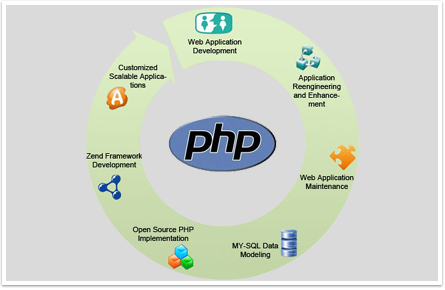 Web Application
Development
Application
Reengineering
and Enhance-
ment
Web Application
Maintenance
MY-SQL Data
Modeling
Open Source PHP
Implementation
Zend Framework
Development
Customized
Scalable Applica-
tions
A
php